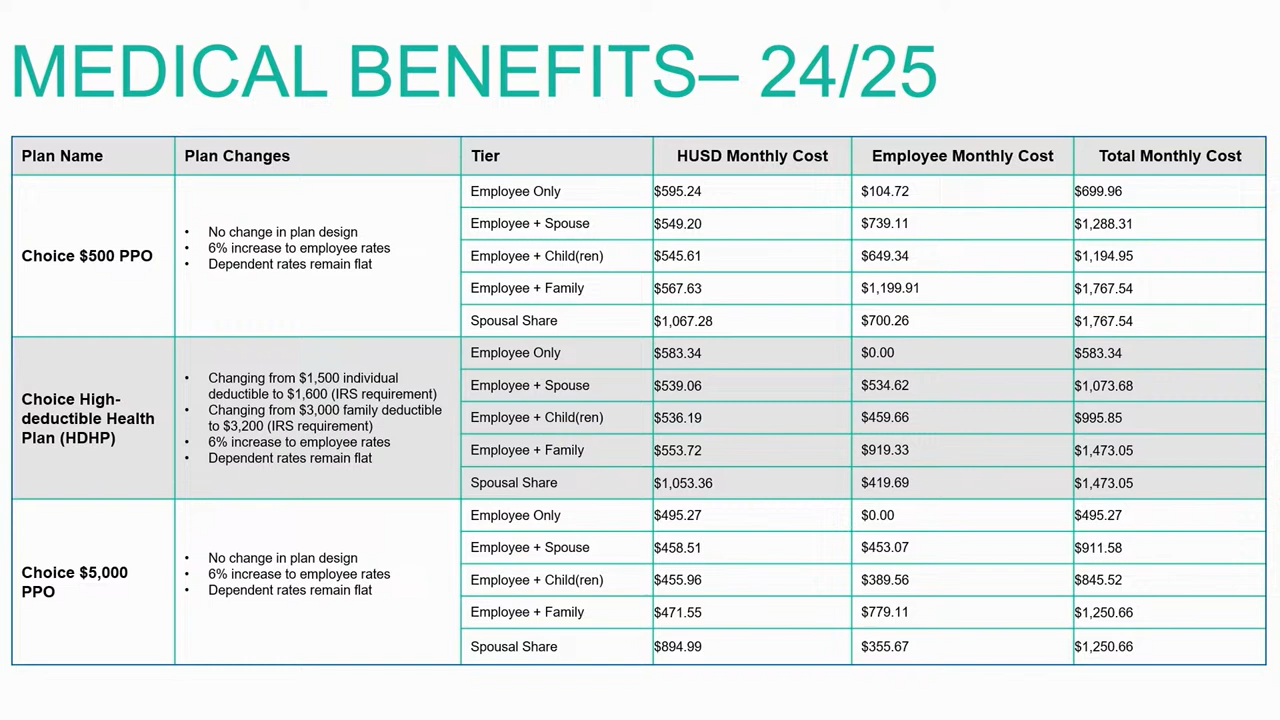 MEDICAL BENEFITS– 24/25
Plan Name Plan Changes Tier HUSD Monthly Cost Employee Monthly Cost Total Monthly Cost
Choice $500 PPO
• No change in plan design
• 6% increase to employee rates
• Dependent rates remain flat
Employee Only $595.24 $104.72 $699.96
Employee + Spouse $549.20 $739.11 $1,288.31
Employee + Child(ren) $545.61 $649.34 $1,194.95
Employee + Family $567.63 $1,199.91 $1,767.54
Spousal Share $1,067.28 $700.26 $1,767.54
Choice High-
deductible Health
Plan (HDHP)
• Changing from $1,500 individual
deductible to $1,600 (IRS requirement)
• Changing from $3,000 family deductible
to $3,200 (IRS requirement)
• 6% increase to employee rates
• Dependent rates remain flat
Employee Only $583.34 $0.00 $583.34
Employee + Spouse $539.06 $534.62 $1,073.68
Employee + Child(ren) $536.19 $459.66 $995.85
Employee + Family $553.72 $919.33 $1,473.05
Spousal Share $1,053.36 $419.69 $1,473.05
Choice $5,000
PPO
• No change in plan design
• 6% increase to employee rates
• Dependent rates remain flat
Employee Only $495.27 $0.00 $495.27
Employee + Spouse $458.51 $453.07 $911.58
Employee + Child(ren) $455.96 $389.56 $845.52
Employee + Family $471.55 $779.11 $1,250.66
Spousal Share $894.99 $355.67 $1,250.66